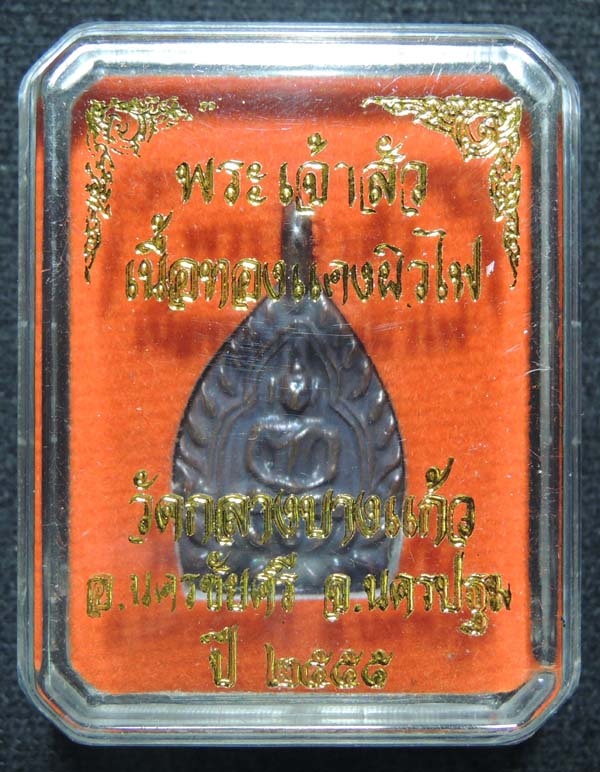 พระเจ้าสัว
เนื้อทองแดงผิวไฟ
วัดกลางบางแก้ว
อ.นครชัยศรี จ.นครปฐม
ปี ๒๕๕๕